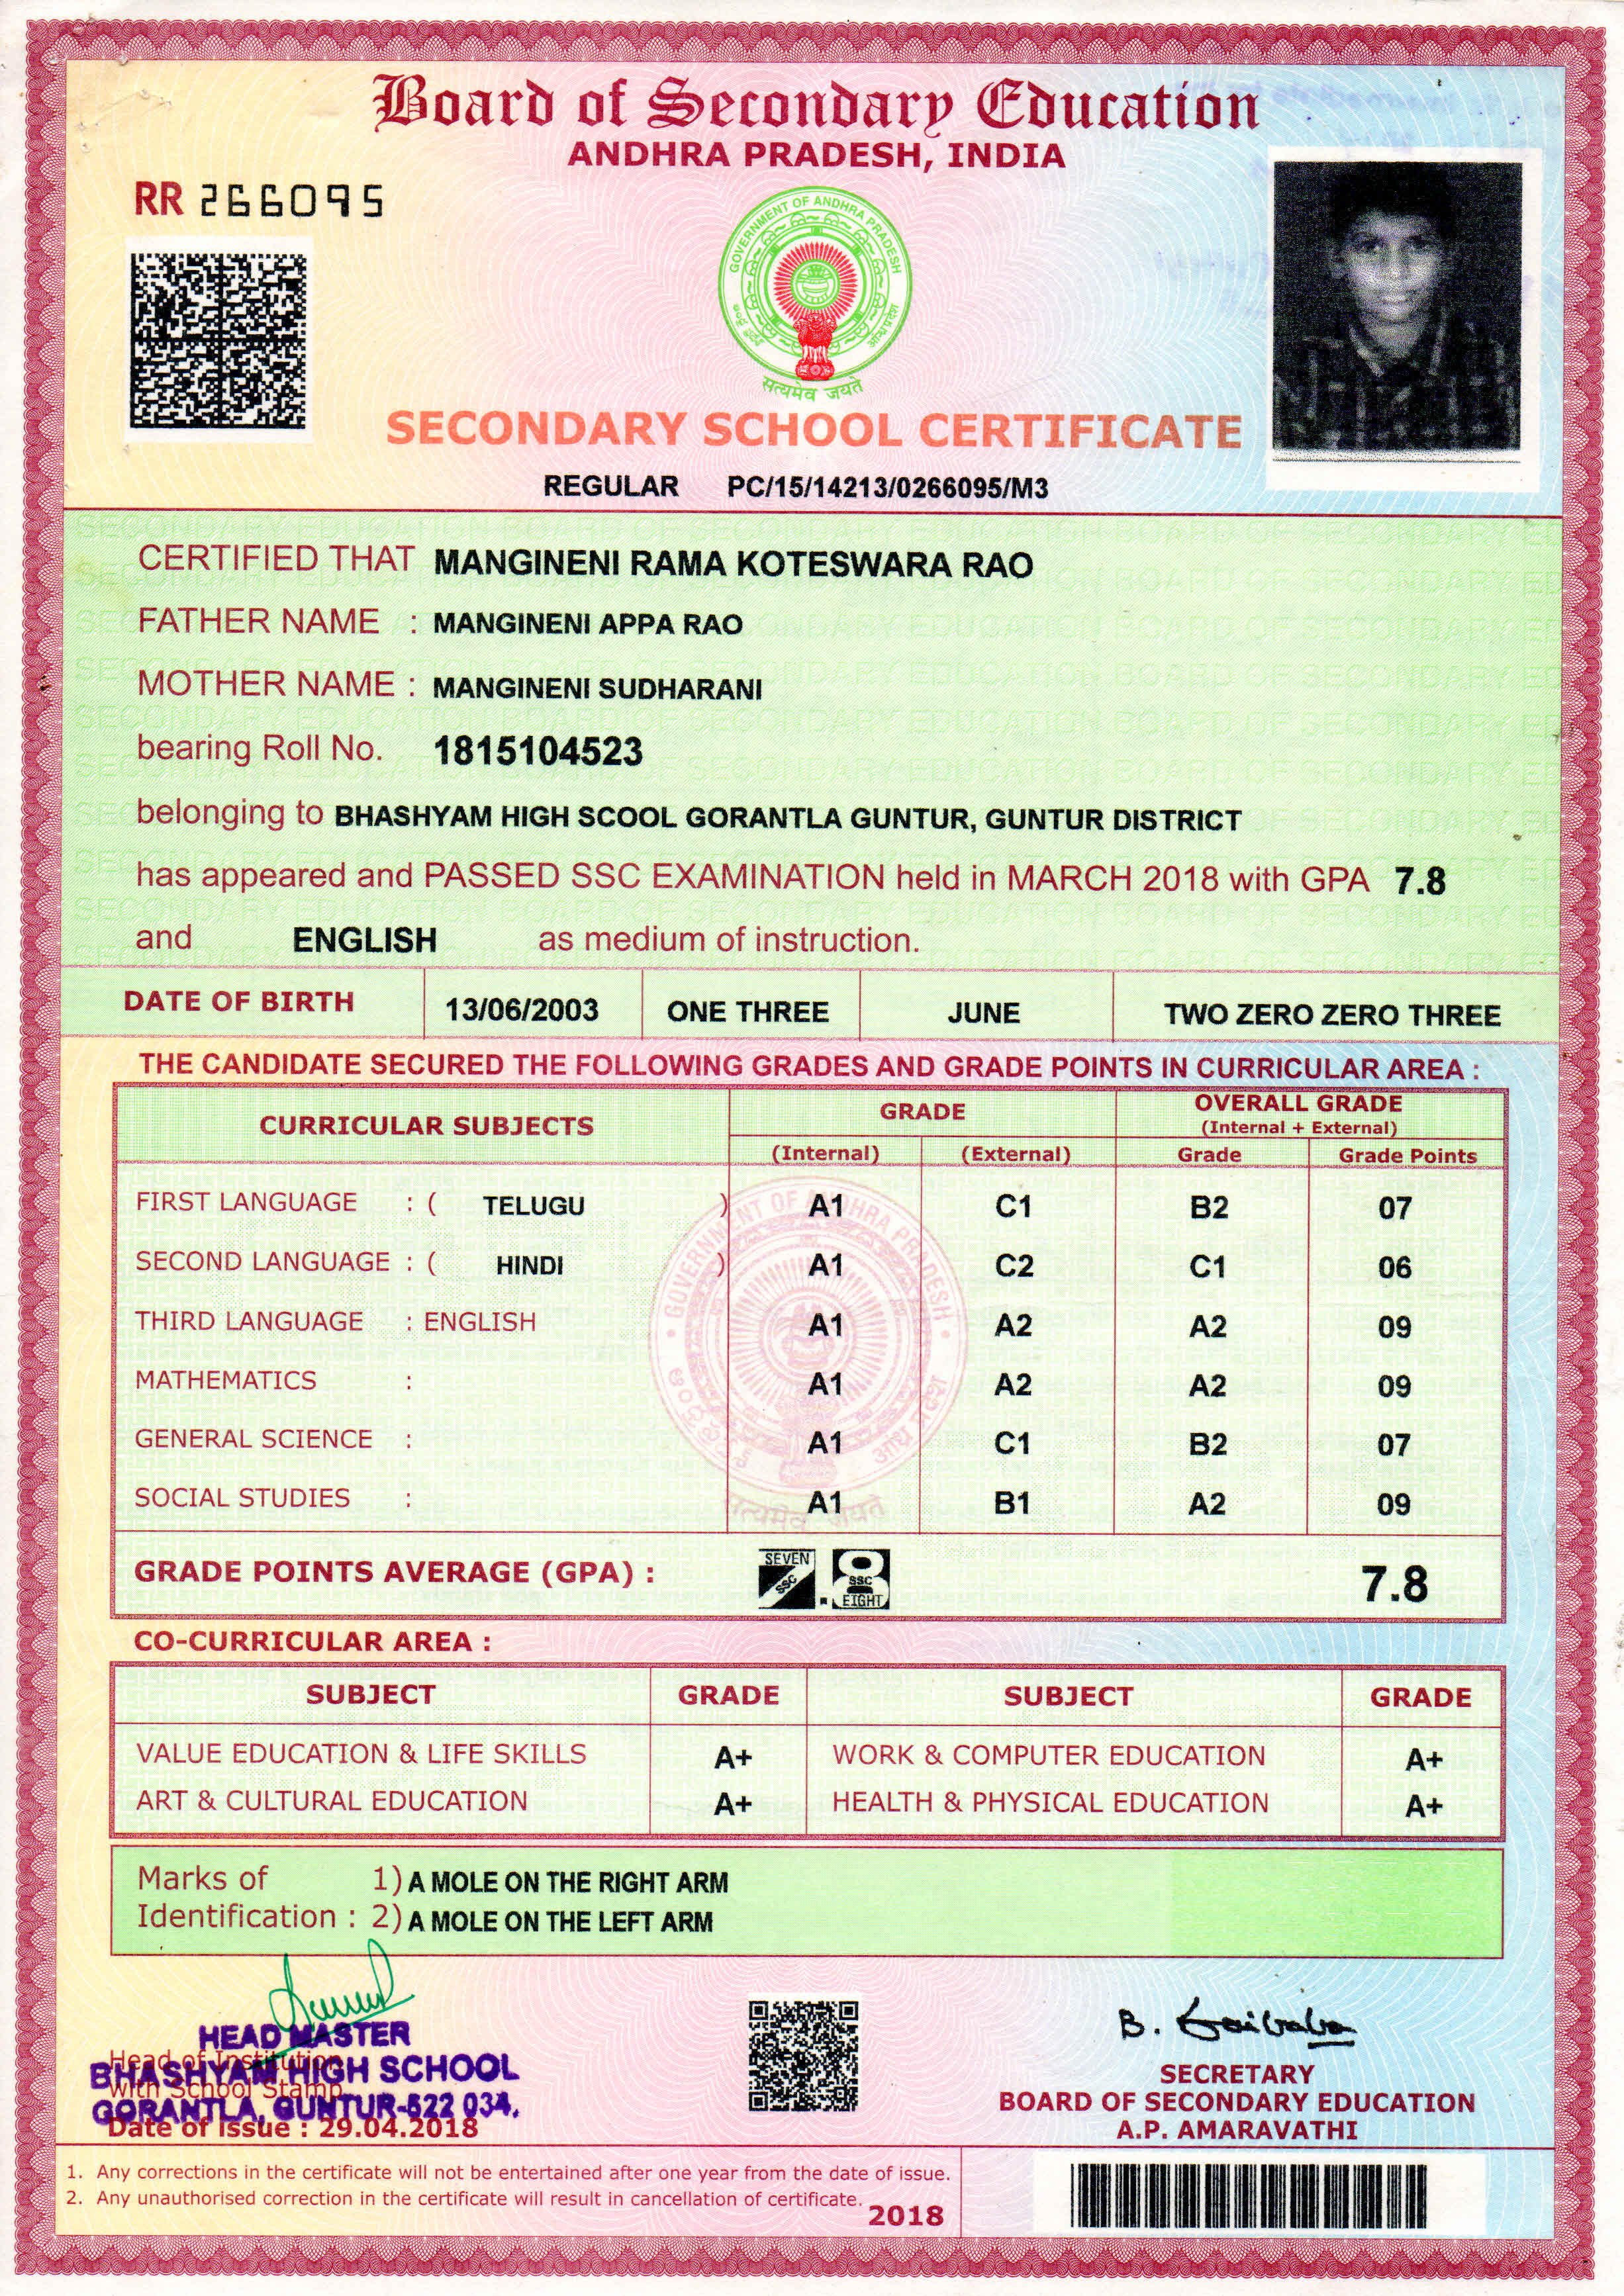 Board of Secondary Education
ANDHRA PRADESH, INDIA
RR 266095
GOVERNMENT OF ANDHRA PRADESH
सत्यमेव जयते
SECONDARY SCHOOL CERTIFICATE
REGULAR PC/15/14213/0266095/M3
CERTIFIED THAT MANGINENI RAMA KOTESWARA RAO
FATHER NAME : MANGINENI APPA RAO
MOTHER NAME : MANGINENI SUDHARANI
bearing Roll No. 1815104523
belonging to BHASHYAM HIGH SCOOL GORANTLA GUNTUR, GUNTUR DISTRICT
has appeared and PASSED SSC EXAMINATION held in MARCH 2018 with GPA 7.8
and ENGLISH as medium of instruction.
DATE OF BIRTH 13/06/2003 ONE THREE JUNE TWO ZERO ZERO THREE
THE CANDIDATE SECURED THE FOLLOWING GRADES AND GRADE POINTS IN CURRICULAR AREA :
CURRICULAR SUBJECTS GRADE OVERALL GRADE
(Internal + External)
(Internal) (External) Grade Grade Points
FIRST LANGUAGE : ( TELUGU ) A1 C1 B2 07
SECOND LANGUAGE : ( HINDI ) A1 C2 C1 06
THIRD LANGUAGE : ENGLISH A1 A2 A2 09
MATHEMATICS : A1 A2 A2 09
GENERAL SCIENCE : A1 C1 B2 07
SOCIAL STUDIES : A1 B1 A2 09
GRADE POINTS AVERAGE (GPA) : SEVEN SSC . 8 SSC EIGHT 7.8
CO-CURRICULAR AREA :
SUBJECT GRADE SUBJECT GRADE
VALUE EDUCATION & LIFE SKILLS A+ WORK & COMPUTER EDUCATION A+
ART & CULTURAL EDUCATION A+ HEALTH & PHYSICAL EDUCATION A+
Marks of 1) A MOLE ON THE RIGHT ARM
Identification : 2) A MOLE ON THE LEFT ARM
HEAD MASTER
Head of Institution
BHASHYAM HIGH SCHOOL
With School Stamp
GORANTLA, GUNTUR-522 034.
Date of Issue : 29.04.2018
B. Saibaba
SECRETARY
BOARD OF SECONDARY EDUCATION
A.P. AMARAVATHI
1. Any corrections in the certificate will not be entertained after one year from the date of issue.
2. Any unauthorised correction in the certificate will result in cancellation of certificate.
2018